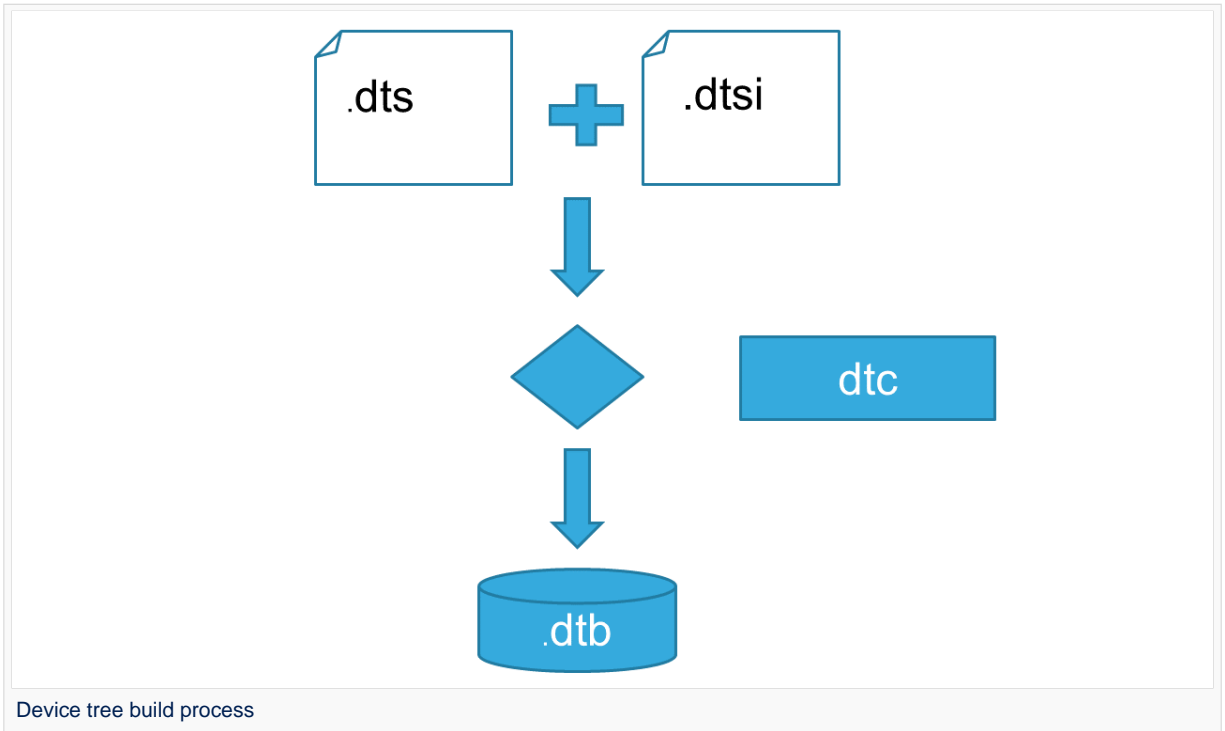 .dts
.dtsi
dtc
.dtb
Device tree build process